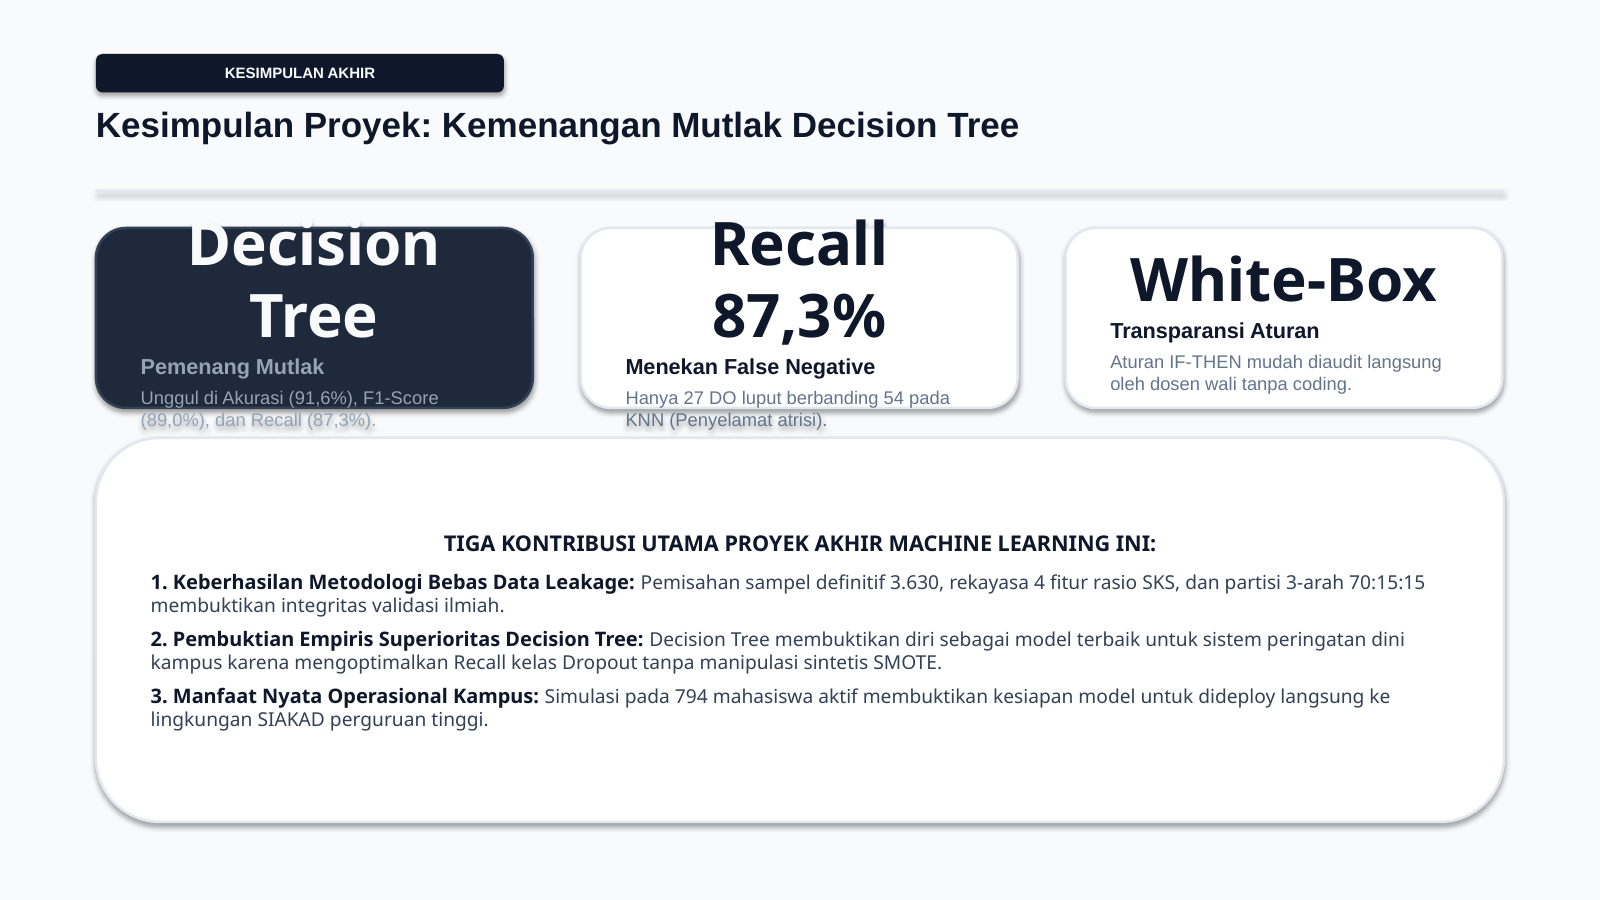 KESIMPULAN AKHIR
Kesimpulan Proyek: Kemenangan Mutlak Decision Tree
Decision
Tree
Pemenang Mutlak
Unggul di Akurasi (91,6%), F1-Score
(89,0%), dan Recall (87,3%).
Recall
87,3%
Menekan False Negative
Hanya 27 DO luput berbanding 54 pada
KNN (Penyelamat atrisi).
White-Box
Transparansi Aturan
Aturan IF-THEN mudah diaudit langsung
oleh dosen wali tanpa coding.
TIGA KONTRIBUSI UTAMA PROYEK AKHIR MACHINE LEARNING INI:
1. Keberhasilan Metodologi Bebas Data Leakage: Pemisahan sampel definitif 3.630, rekayasa 4 fitur rasio SKS, dan partisi 3-arah 70:15:15
membuktikan integritas validasi ilmiah.
2. Pembuktian Empiris Superioritas Decision Tree: Decision Tree membuktikan diri sebagai model terbaik untuk sistem peringatan dini
kampus karena mengoptimalkan Recall kelas Dropout tanpa manipulasi sintetis SMOTE.
3. Manfaat Nyata Operasional Kampus: Simulasi pada 794 mahasiswa aktif membuktikan kesiapan model untuk dideploy langsung ke
lingkungan SIAKAD perguruan tinggi.